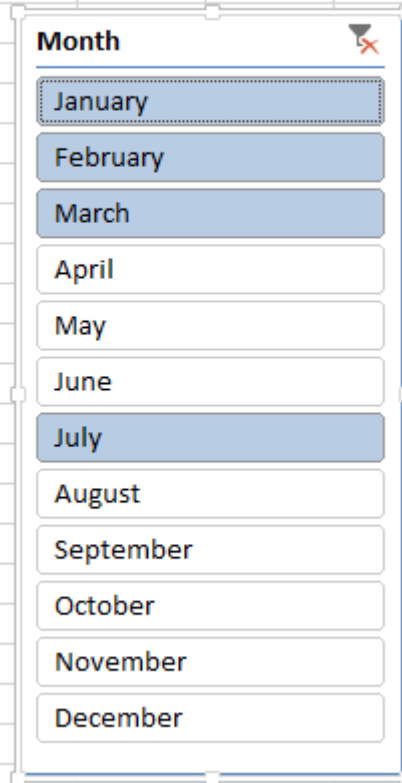 Month
January
February
March
April
May
June
July
August
September
October
November
December